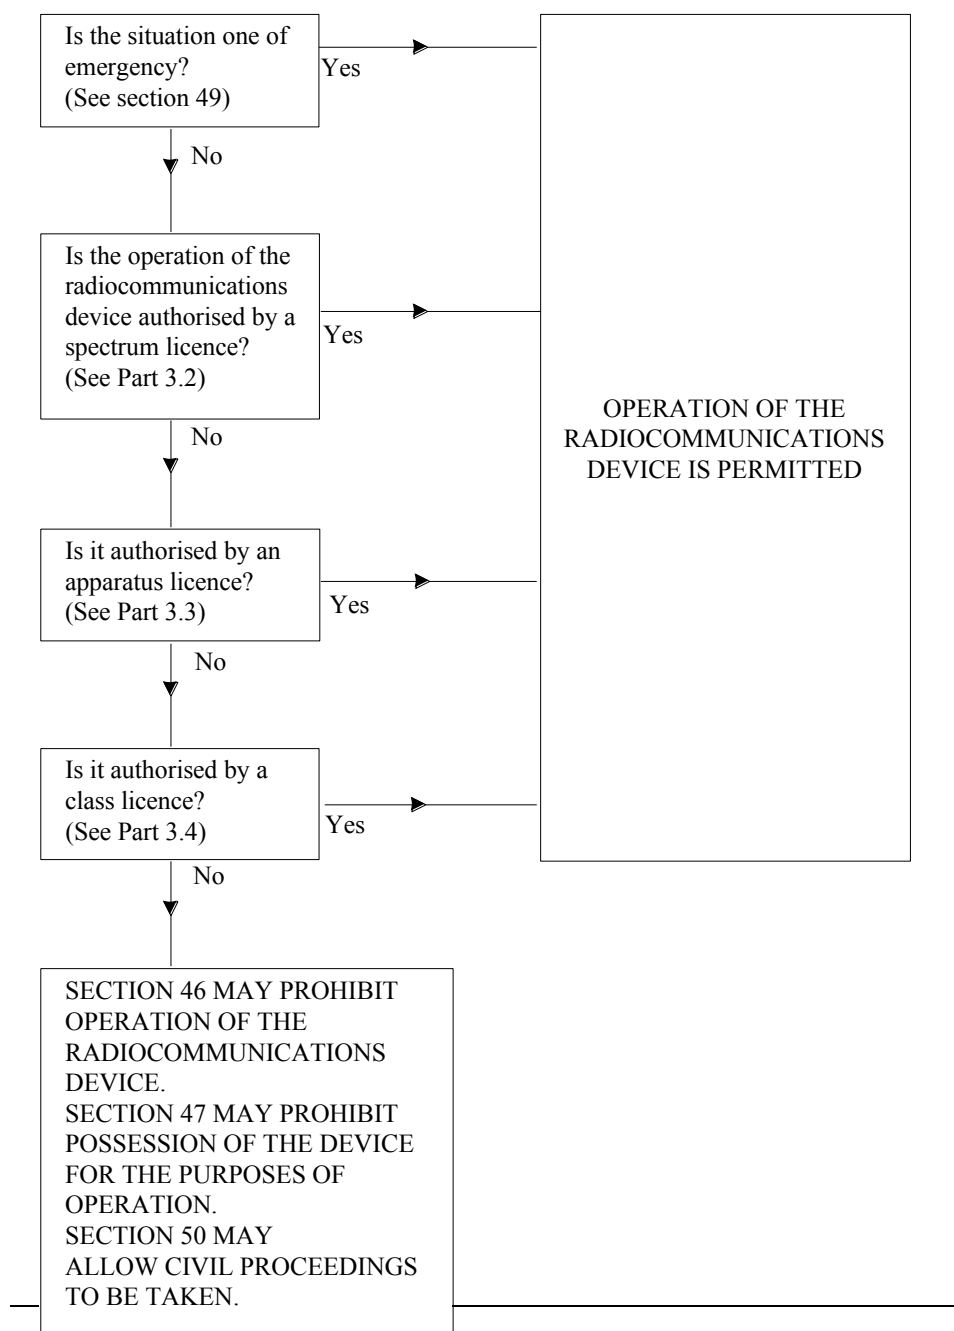 Is the situation one of
emergency?
(See section 49)
Yes
No
Is the operation of the
radiocommunications
device authorised by a
spectrum licence?
(See Part 3.2)
Yes
No
OPERATION OF THE
RADIOCOMMUNICATIONS
DEVICE IS PERMITTED
Is it authorised by an
apparatus licence?
(See Part 3.3)
Yes
No
Is it authorised by a
class licence?
(See Part 3.4)
Yes
No
SECTION 46 MAY PROHIBIT
OPERATION OF THE
RADIOCOMMUNICATIONS
DEVICE.
SECTION 47 MAY PROHIBIT
POSSESSION OF THE DEVICE
FOR THE PURPOSES OF
OPERATION.
SECTION 50 MAY
ALLOW CIVIL PROCEEDINGS
TO BE TAKEN.